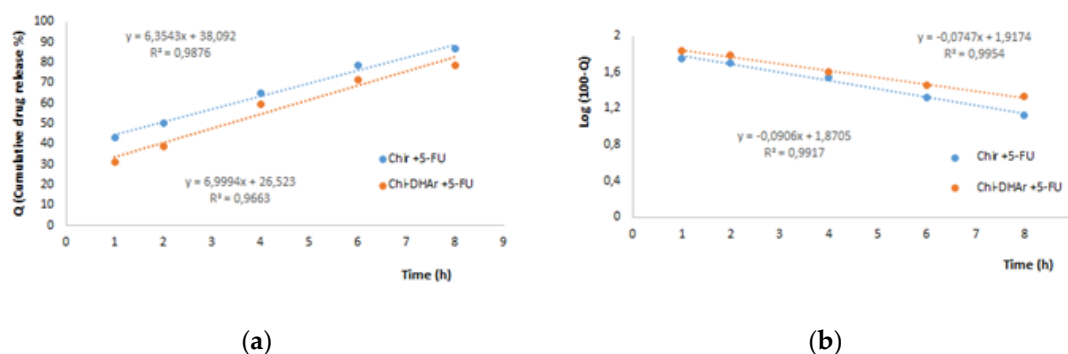 100
90
80
70
60
50
40
30
20
10
0
Q (Cumulative drug release %)
y = 6,3543x + 38,092
R² = 0,9876
y = 6,9994x + 26,523
R² = 0,9663
Chir +5-FU
Chi-DHAr +5-FU
0 1 2 3 4 5 6 7 8 9
Time (h)
(a)
2
1,6
1,2
0,8
0,4
0
Log (100-Q)
y = -0,0747x + 1,9174
R² = 0,9954
y = -0,0906x + 1,8705
R² = 0,9917
Chir +5-FU
Chi-DHAr +5-FU
0 1 2 3 4 5 6 7 8
Time (h)
(b)